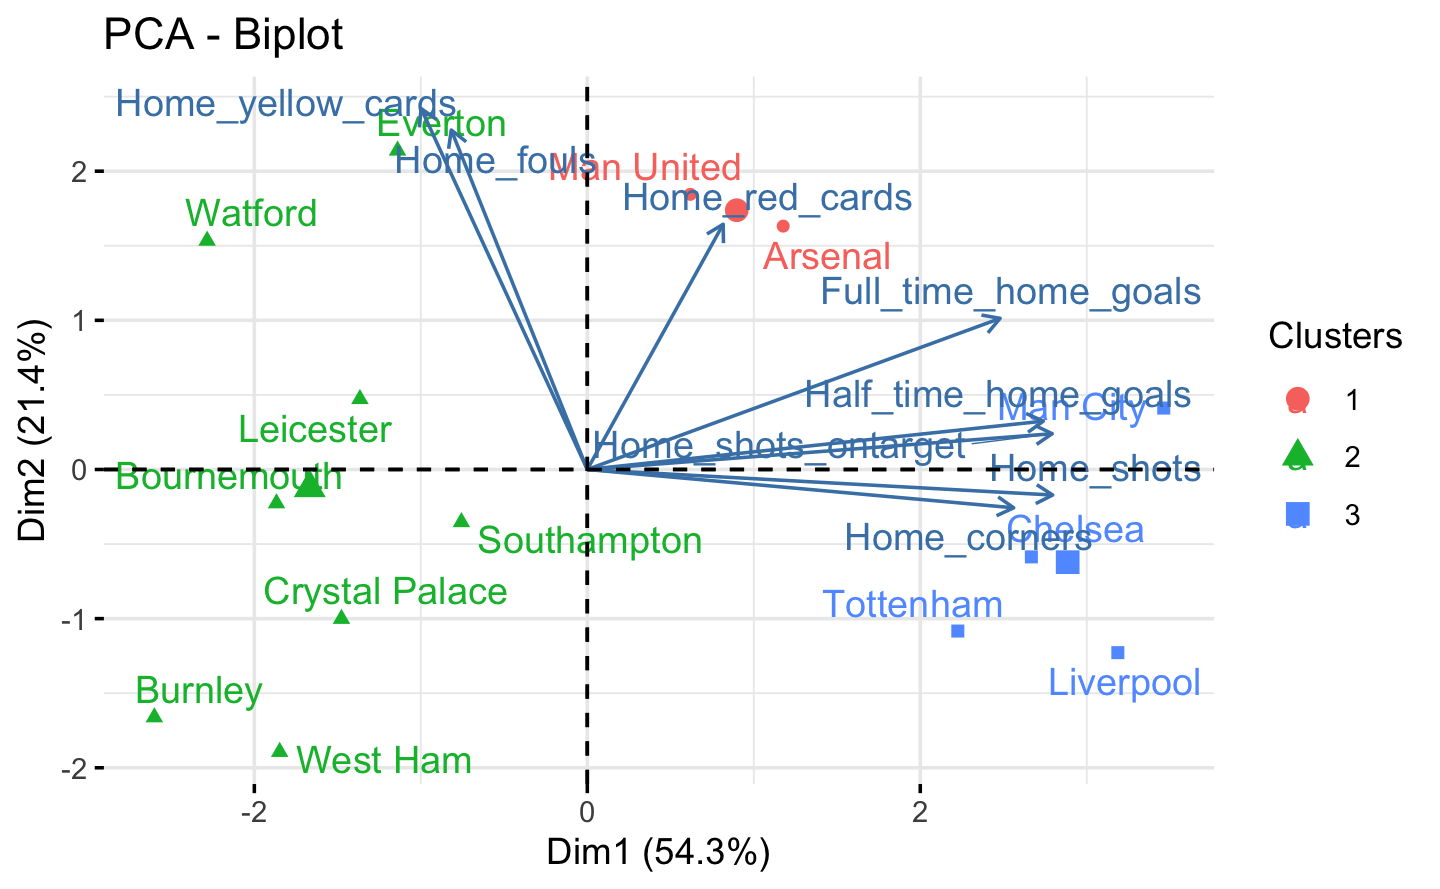 PCA - Biplot
Home_yellow_cards
Everton
Home_fouls
Man United
Home_red_cards
Watford
Arsenal
Full_time_home_goals
Half_time_home_goals
Man City
Leicester
Home_shots_ontarget
Home_shots
Bournemouth
Chelsea
Home_corners
Southampton
Crystal Palace
Tottenham
Liverpool
Burnley
West Ham
2
1
0
-1
-2
-2
0
2
Dim1 (54.3%)
Dim2 (21.4%)
Clusters
a 1
a 2
a 3